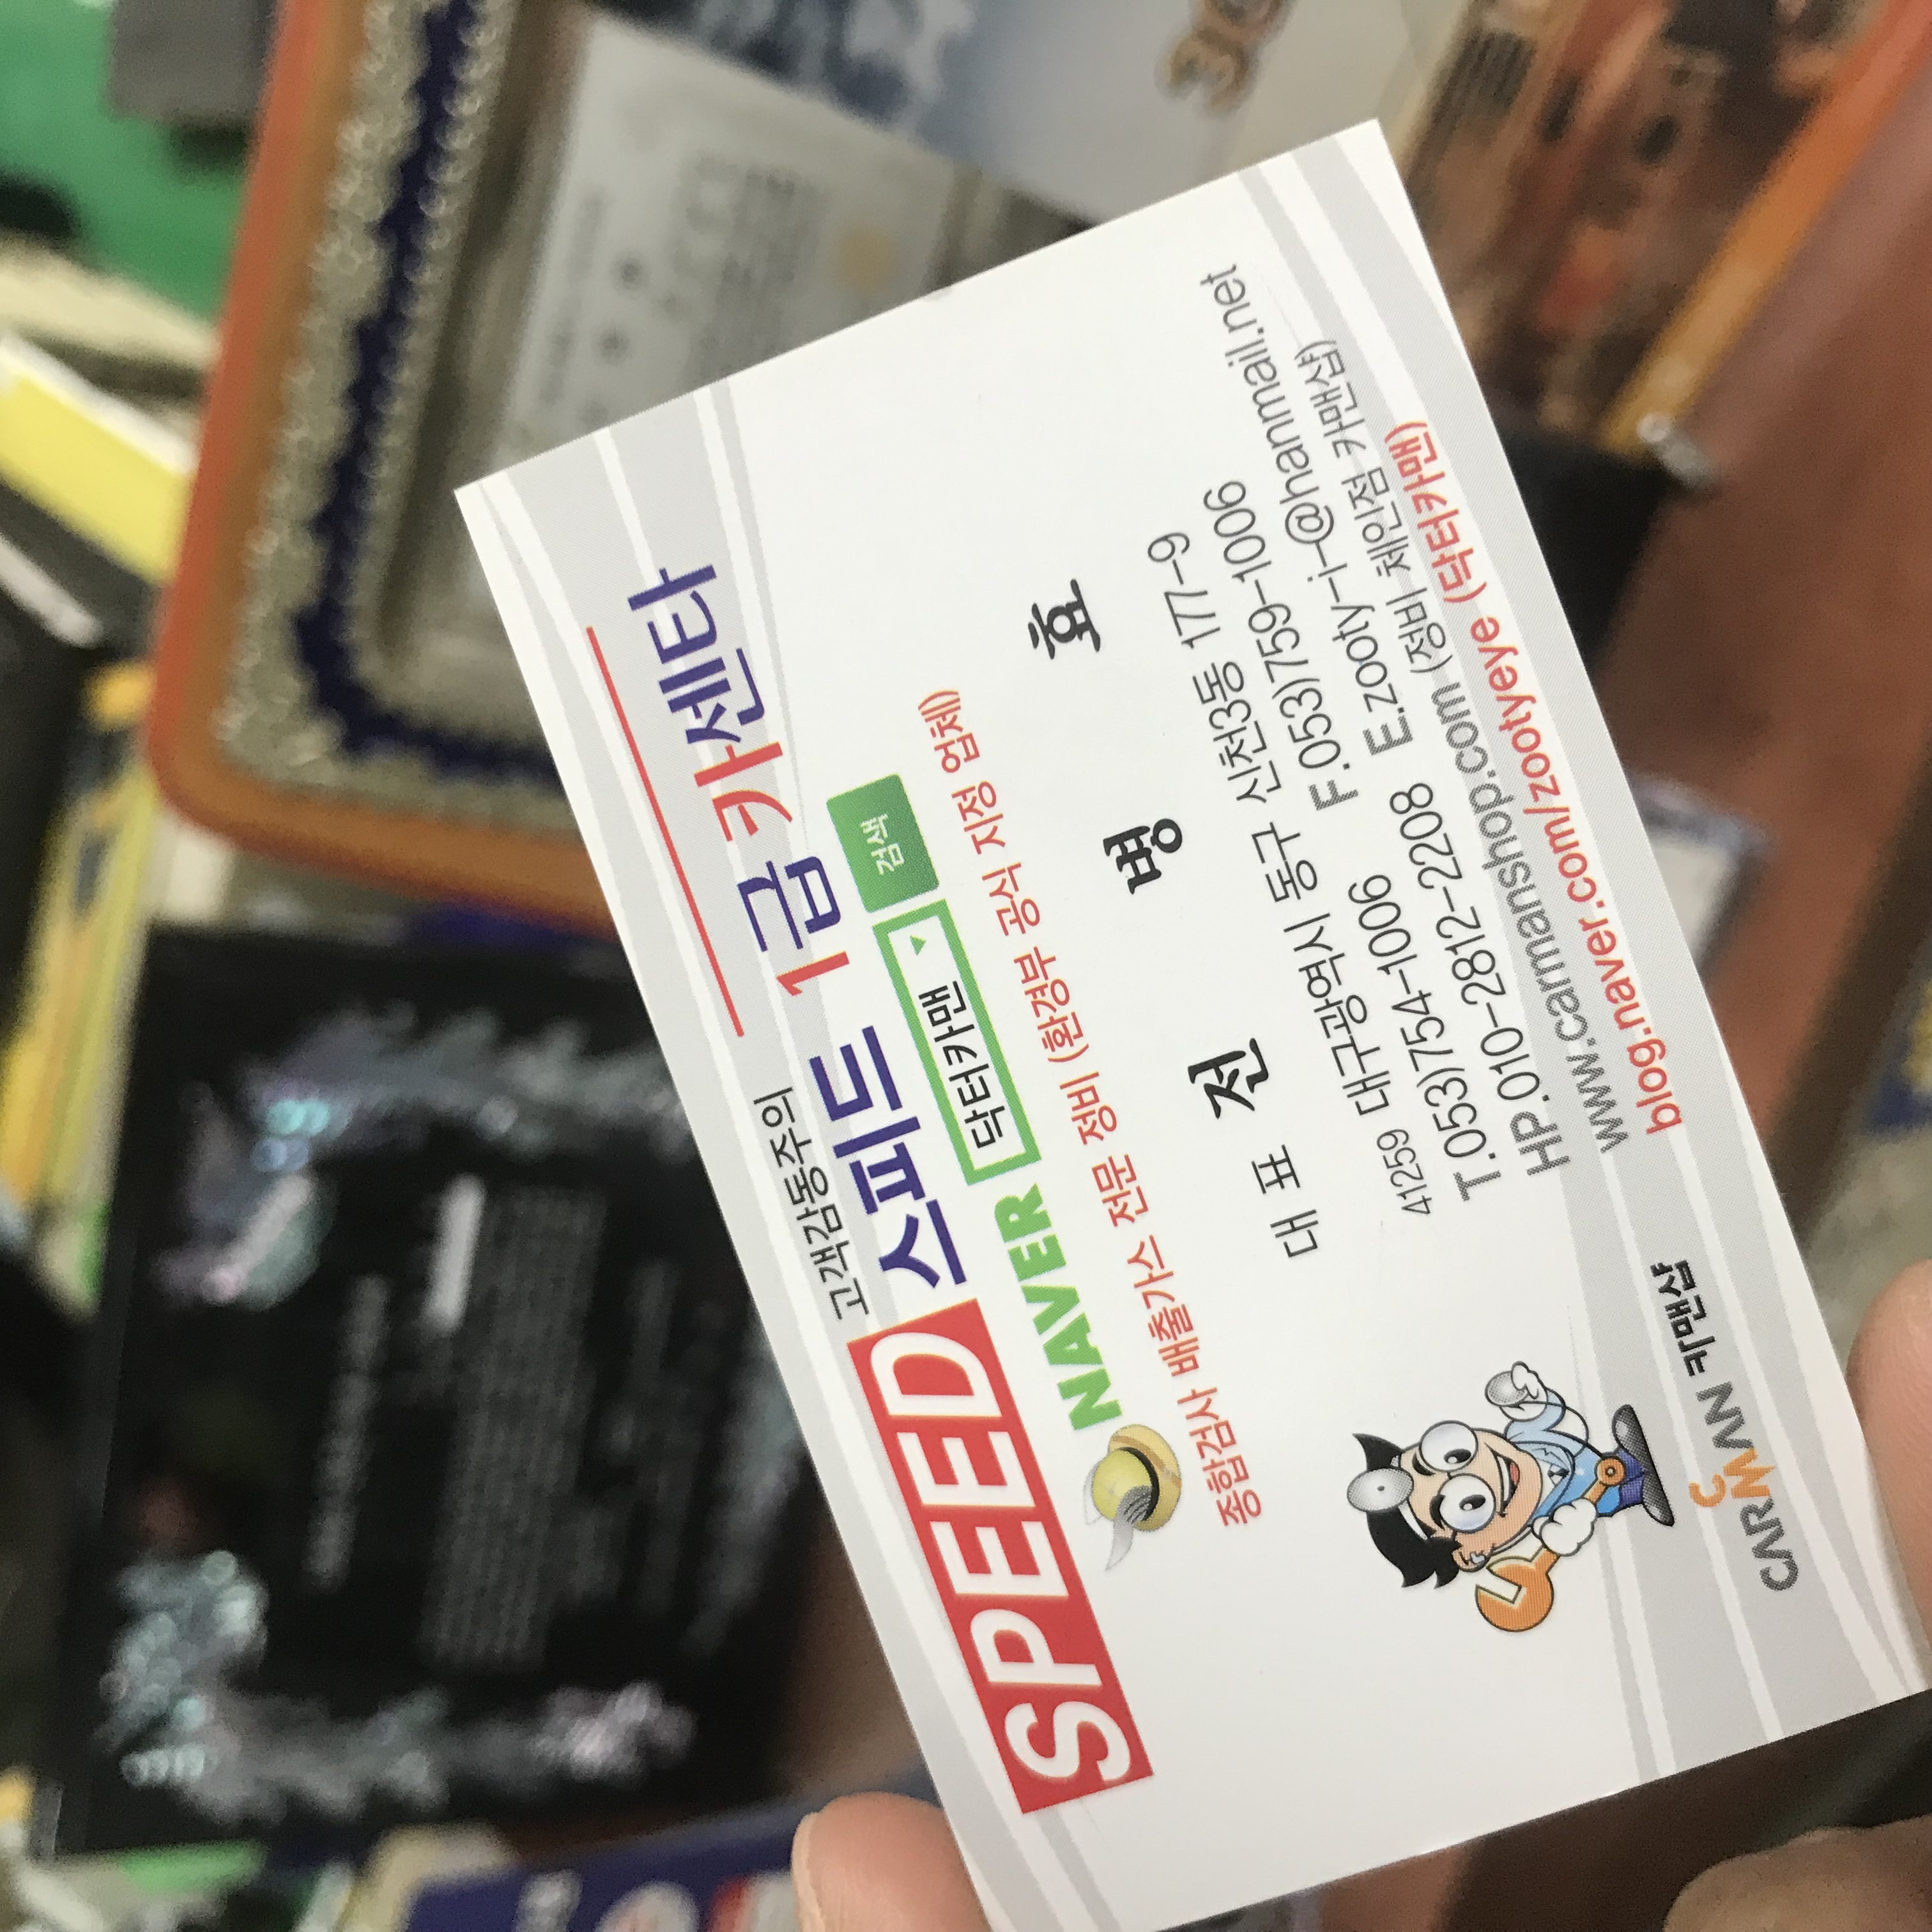 고객감동주의
SPEED 스피드 1급 카센타
NAVER 닥터카맨 검색
종합검사 배출가스 전문 정비 (환경부 공식 지정 업체)
대표 전병효
41259 대구광역시 동구 신천3동 177-9
T.053)754-1006 F.053)759-1006
HP.010-2812-2208 E.zooty-i-@hanmail.net
www.carmanshop.com (정비 체인점 카맨샵)
blog.naver.com/zootyeye (닥터카맨)
CARMAN 카맨샵